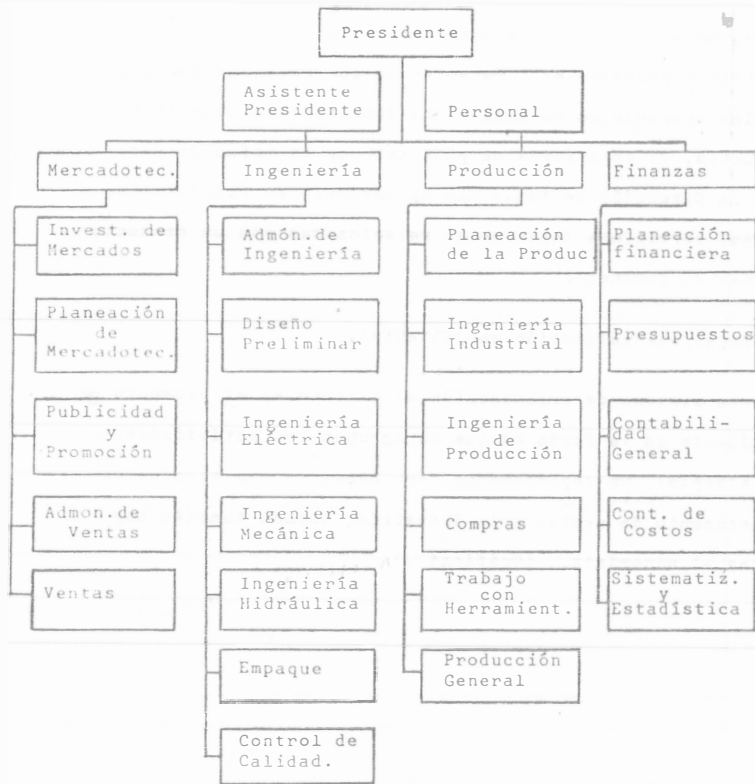 Presidente
Asistente
Presidente
Personal
Mercadotec.
Ingeniería
Producción
Finanzas
Invest. de
Mercados
Planeación
de
Mercadotec.
Publicidad
y
Promoción
Admon.de
Ventas
Ventas
Admón.de
Ingeniería
Diseño
Preliminar
Ingeniería
Eléctrica
Ingeniería
Mecánica
Ingeniería
Hidráulica
Empaque
Control de
Calidad.
Planeación
de la Produc.
Ingeniería
Industrial
Ingeniería
de
Producción
Compras
Trabajo
con
Herramient.
Producción
General
Planeación
financiera
Presupuestos
Contabili-
dad
General
Cont. de
Costos
Sistematiz.
y
Estadística